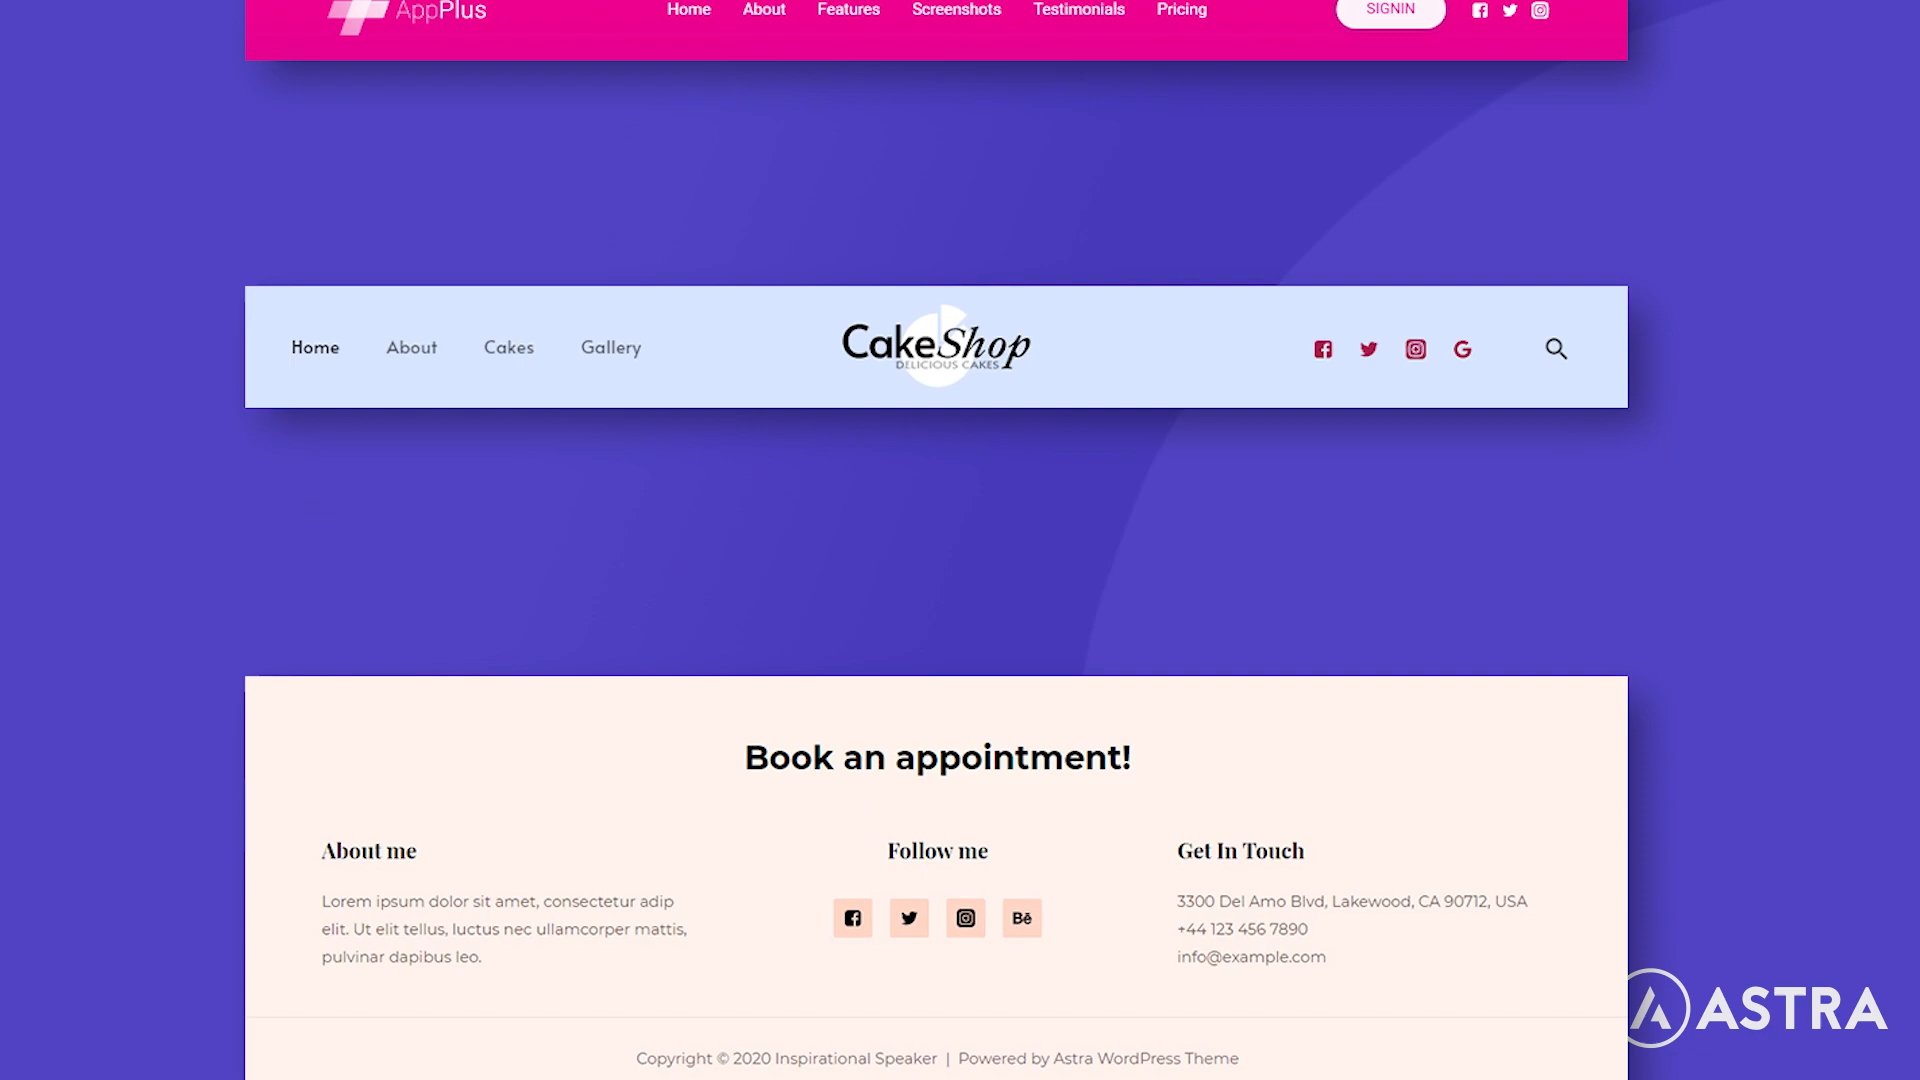 AppPlus
Home About Features Screenshots Testimonials Pricing
SIGNIN
Home About Cakes Gallery
CakeShop
DELICIOUS CAKES
Book an appointment!
About me
Lorem ipsum dolor sit amet, consectetur adip
elit. Ut elit tellus, luctus nec ullamcorper mattis,
pulvinar dapibus leo.
Follow me
Bē
Get In Touch
3300 Del Amo Blvd, Lakewood, CA 90712, USA
+44 123 456 7890
info@example.com
Copyright © 2020 Inspirational Speaker | Powered by Astra WordPress Theme
ASTRA